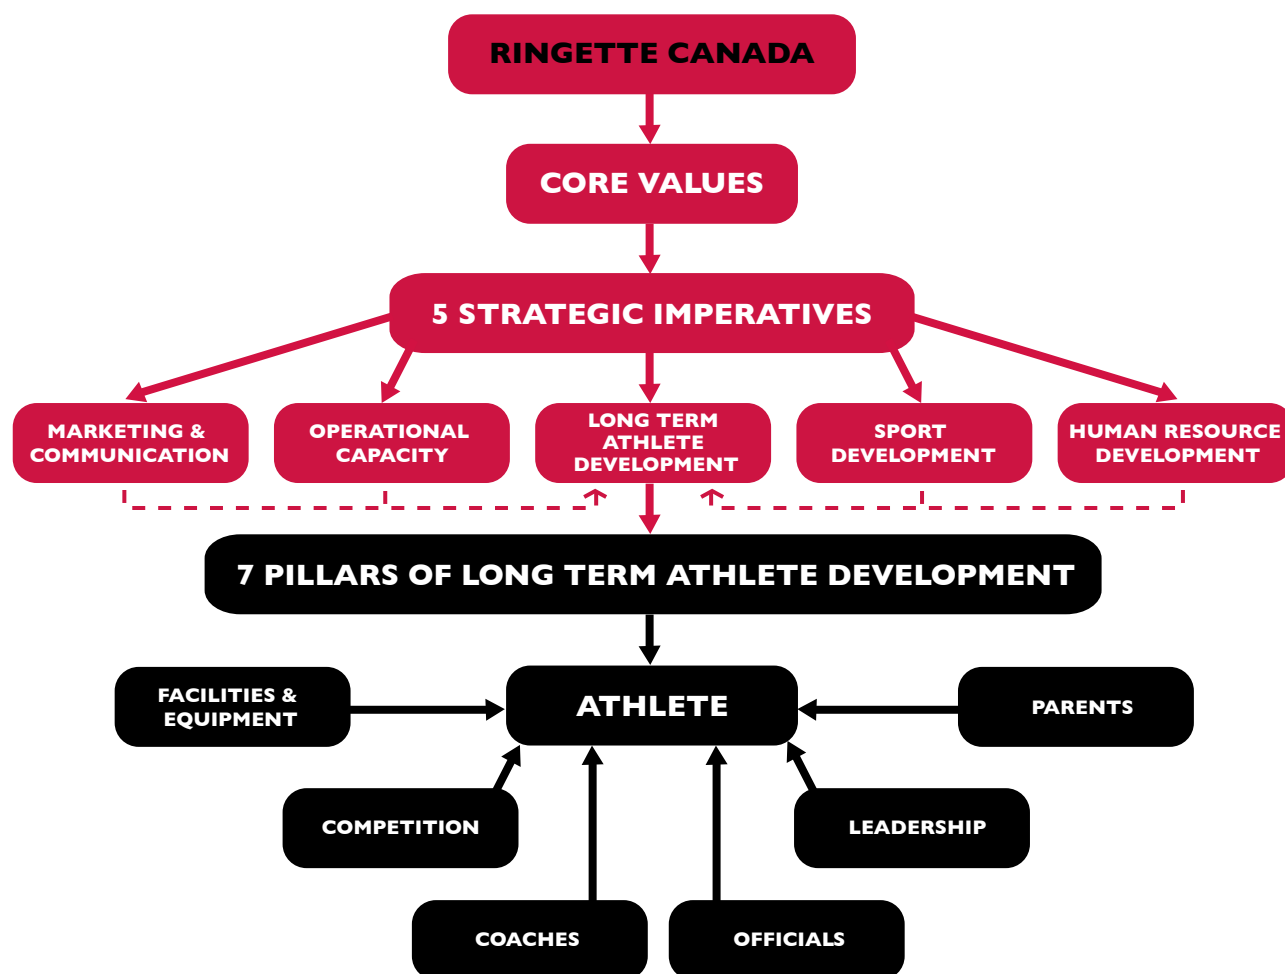 RINGETTE CANADA
CORE VALUES
5 STRATEGIC IMPERATIVES
MARKETING &
COMMUNICATION
OPERATIONAL
CAPACITY
LONG TERM
ATHLETE
DEVELOPMENT
SPORT
DEVELOPMENT
HUMAN RESOURCE
DEVELOPMENT
7 PILLARS OF LONG TERM ATHLETE DEVELOPMENT
FACILITIES &
EQUIPMENT
ATHLETE
PARENTS
COMPETITION
LEADERSHIP
COACHES
OFFICIALS